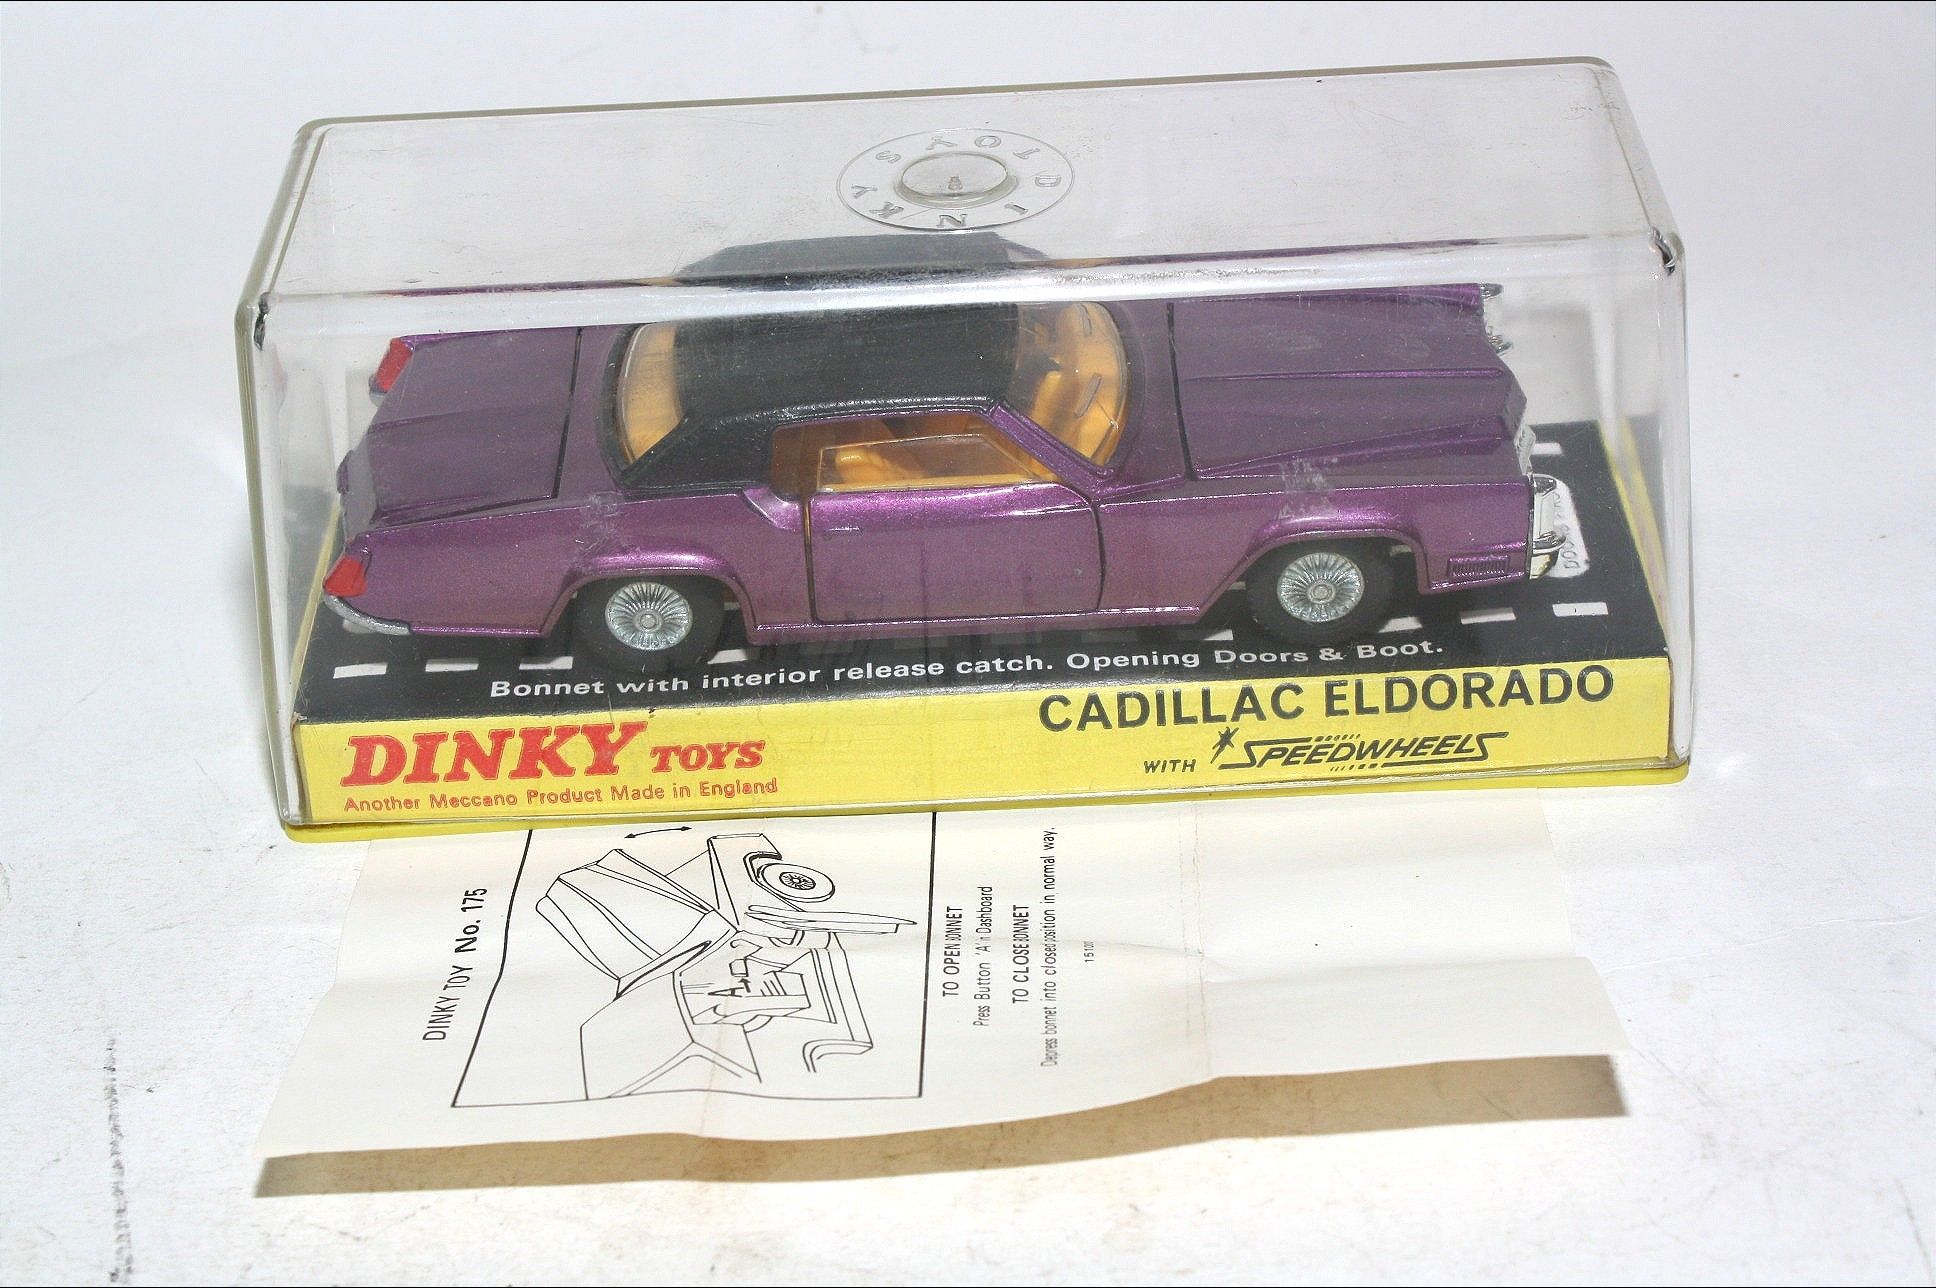 DINKY TOYS
Bonnet with interior release catch. Opening Doors & Boot.
CADILLAC ELDORADO
WITH SPEEDWHEELS
DINKY TOYS
Another Meccano Product Made in England
DINKY TOY No. 175
A
TO OPEN BONNET
Press Button 'A' in Dashboard
TO CLOSE BONNET
Depress bonnet into closed position in normal way.